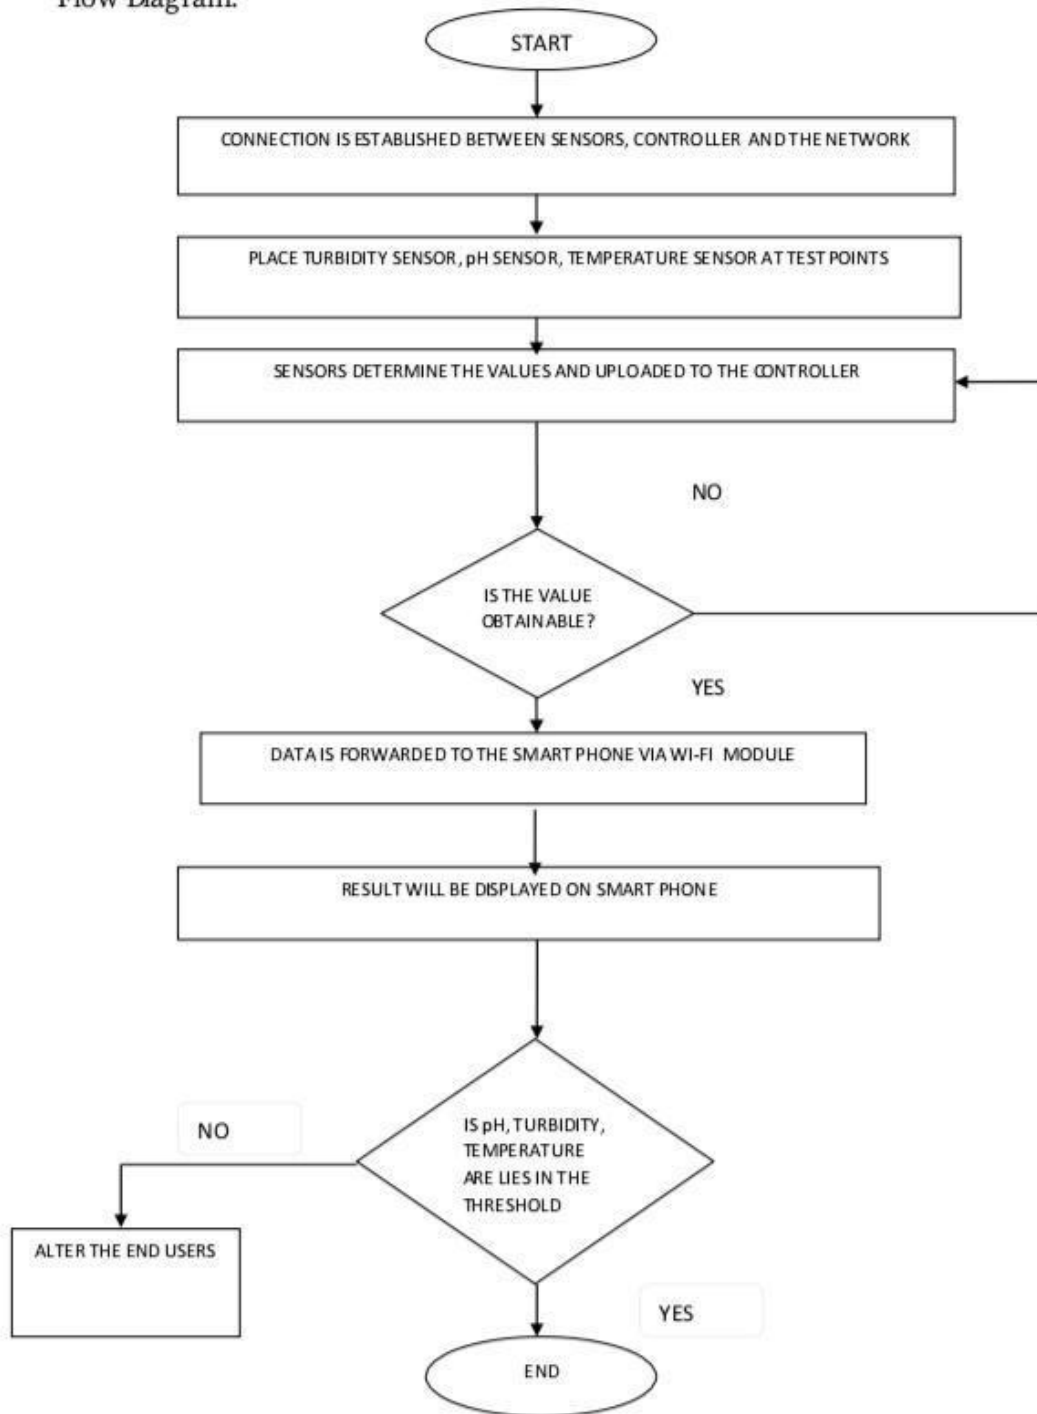 Flow Diagram:
START
CONNECTION IS ESTABLISHED BETWEEN SENSORS, CONTROLLER AND THE NETWORK
PLACE TURBIDITY SENSOR, pH SENSOR, TEMPERATURE SENSOR AT TEST POINTS
SENSORS DETERMINE THE VALUES AND UPLOADED TO THE CONTROLLER
NO
IS THE VALUE
OBTAINABLE?
YES
DATA IS FORWARDED TO THE SMART PHONE VIA WI-FI MODULE
RESULT WILL BE DISPLAYED ON SMART PHONE
IS pH, TURBIDITY,
TEMPERATURE
ARE LIES IN THE
THRESHOLD
NO
ALTER THE END USERS
YES
END